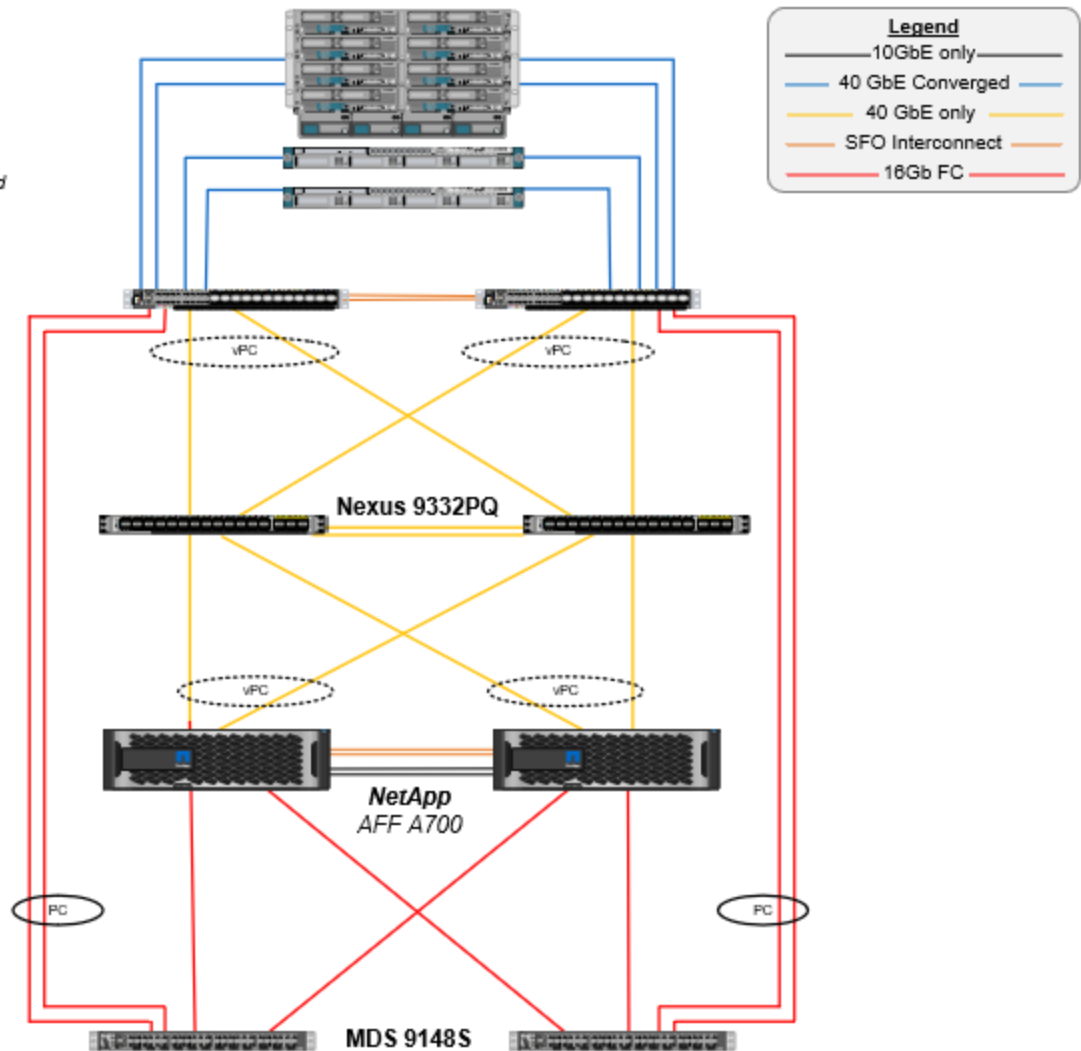 Legend
10GbE only
40 GbE Converged
40 GbE only
SFO Interconnect
16Gb FC
vPC
vPC
Nexus 9332PQ
vPC
vPC
NetApp
AFF A700
PC
PC
MDS 9148S